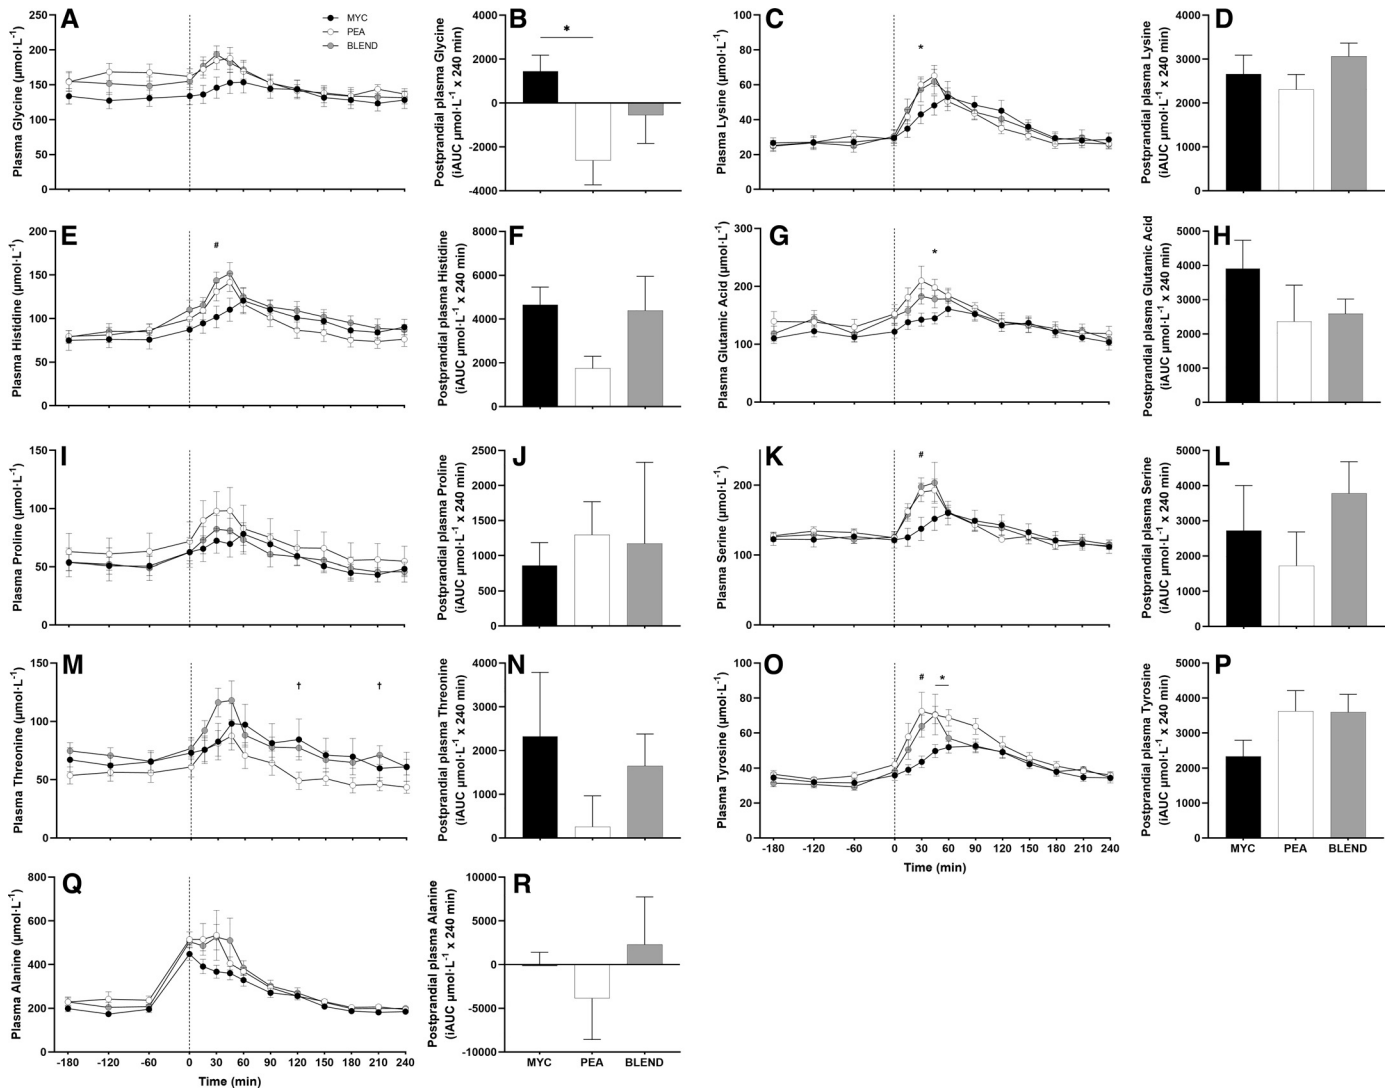 A
Plasma Glycine (µmol·L⁻¹)
250
200
150
100
50
0
MYC
PEA
BLEND
B
Postprandial plasma Glycine
(iAUC µmol·L⁻¹ x 240 min)
4000
2000
0
-2000
-4000
*
C
Plasma Lysine (µmol·L⁻¹)
100
80
60
40
20
0
*
D
Postprandial plasma Lysine
(iAUC µmol·L⁻¹ x 240 min)
4000
3000
2000
1000
0
E
Plasma Histidine (µmol·L⁻¹)
200
150
100
50
0
#
F
Postprandial plasma Histidine
(iAUC µmol·L⁻¹ x 240 min)
8000
6000
4000
2000
0
G
Plasma Glutamic Acid (µmol·L⁻¹)
300
200
100
0
*
H
Postprandial plasma Glutamic Acid
(iAUC µmol·L⁻¹ x 240 min)
5000
4000
3000
2000
1000
0
I
Plasma Proline (µmol·L⁻¹)
150
100
50
0
J
Postprandial plasma Proline
(iAUC µmol·L⁻¹ x 240 min)
2500
2000
1500
1000
500
0
K
Plasma Serine (µmol·L⁻¹)
200
100
0
#
L
Postprandial plasma Serine
(iAUC µmol·L⁻¹ x 240 min)
5000
4000
3000
2000
1000
0
M
Plasma Threonine (µmol·L⁻¹)
150
100
50
0
† †
N
Postprandial plasma Threonine
(iAUC µmol·L⁻¹ x 240 min)
4000
3000
2000
1000
0
O
Plasma Tyrosine (µmol·L⁻¹)
100
80
60
40
20
0
# *
-180 -120 -60 0 30 60 90 120 150 180 210 240
Time (min)
P
Postprandial plasma Tyrosine
(iAUC µmol·L⁻¹ x 240 min)
5000
4000
3000
2000
1000
0
MYC PEA BLEND
Q
Plasma Alanine (µmol·L⁻¹)
800
600
400
200
0
-180 -120 -60 0 30 60 90 120 150 180 210 240
Time (min)
R
Postprandial plasma Alanine
(iAUC µmol·L⁻¹ x 240 min)
10000
5000
0
-5000
-10000
MYC PEA BLEND